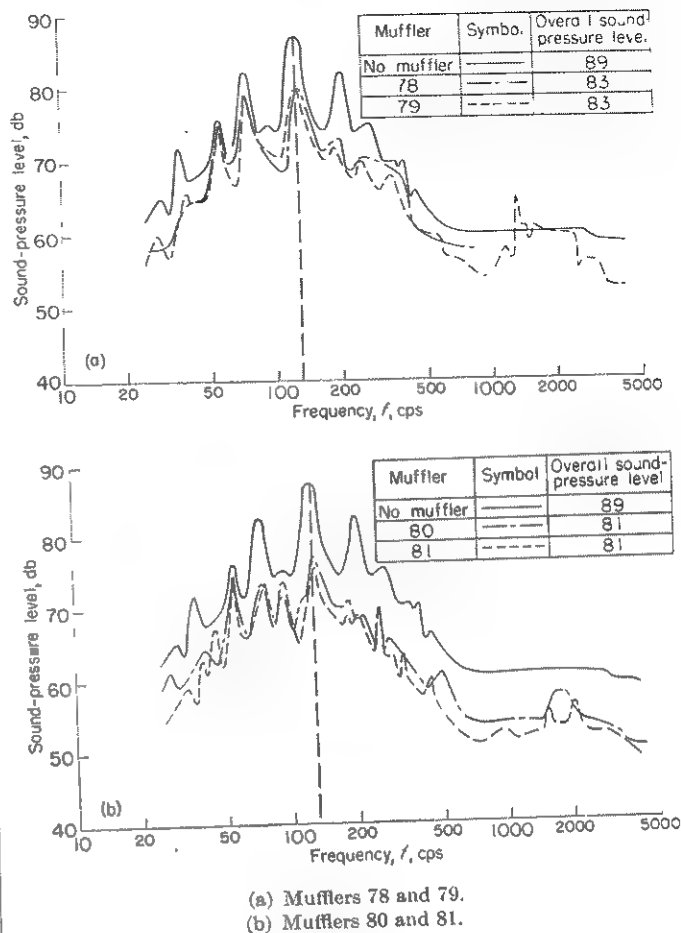 90
80
70
60
50
40
Sound-pressure level, db
Muffler Symbo. Overall sound-pressure level
No muffler 89
78 83
79 83
(a)
10 20 50 100 200 500 1000 2000 5000
Frequency, f, cps
90
80
70
60
50
40
Sound-pressure level, db
Muffler Symbol Overall sound-
pressure level
No muffler 89
80 81
81 81
(b)
10 20 50 100 200 500 1000 2000 5000
Frequency, f, cps
(a) Mufflers 78 and 79.
(b) Mufflers 80 and 81.